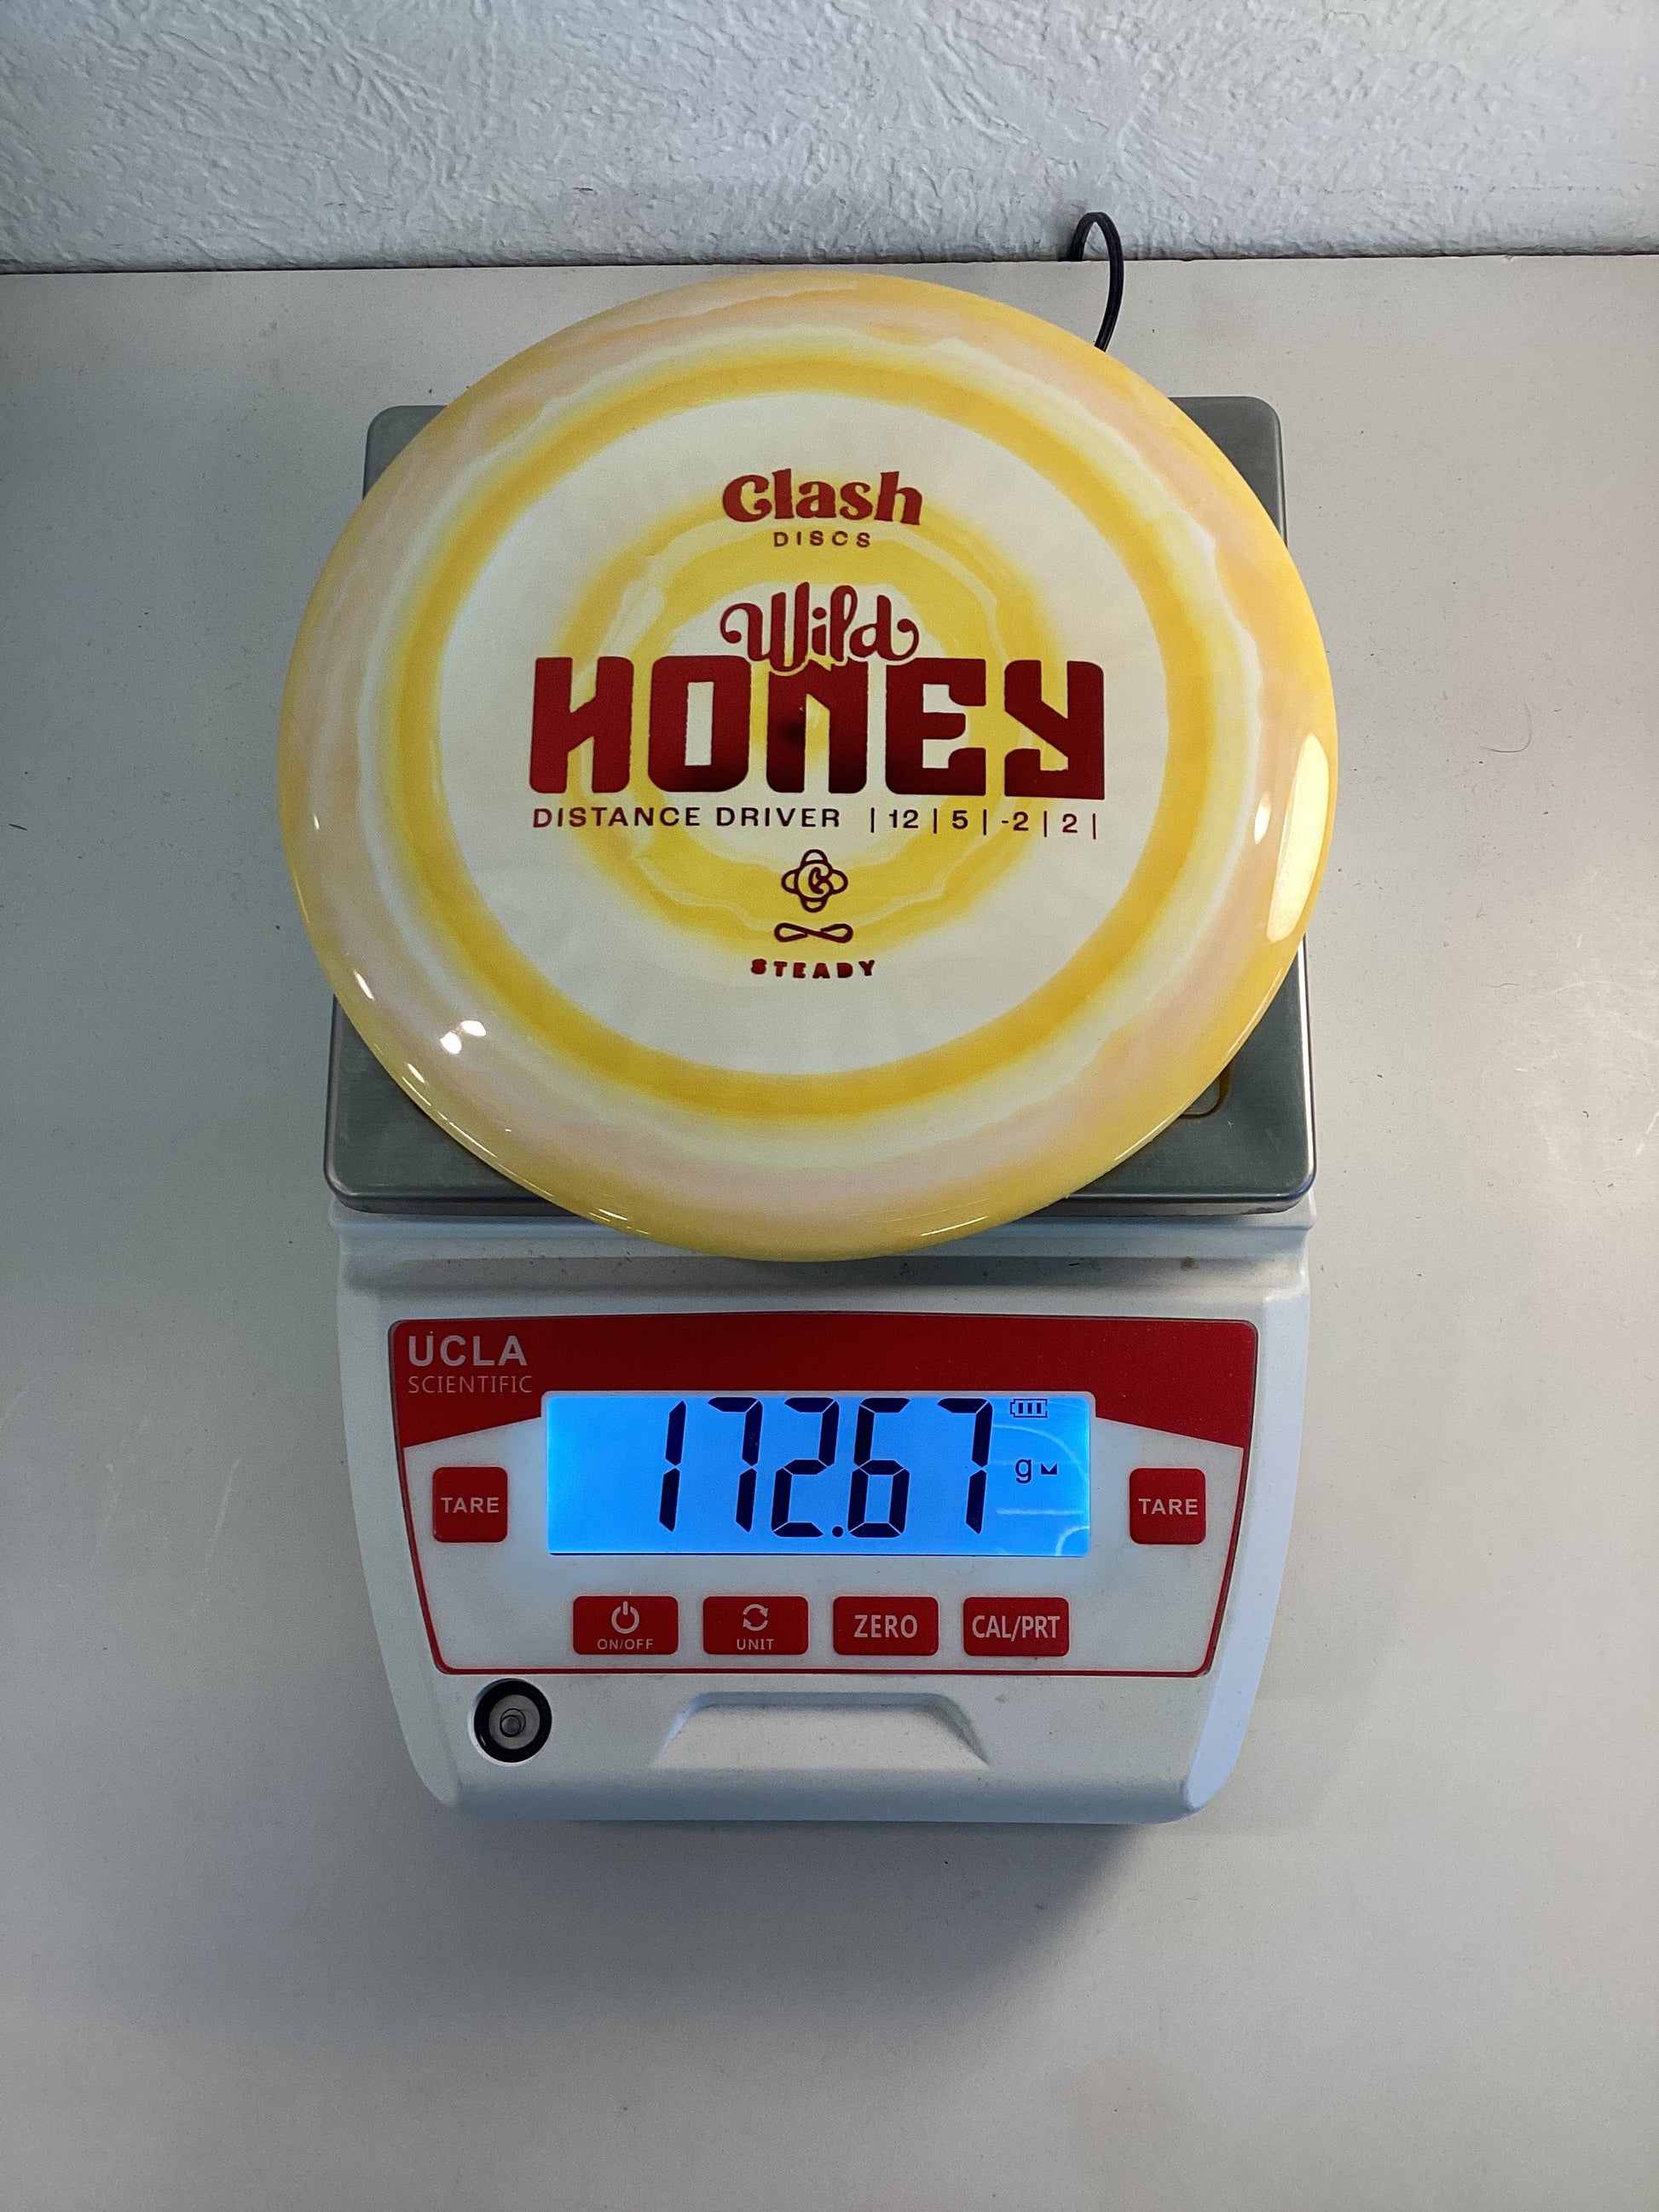 Clash
DISCS
Wild
HONEY
DISTANCE DRIVER | 12 | 5 | -2 | 2 |
C
STEADY
UCLA
SCIENTIFIC
172.67 g
TARE
TARE
ON/OFF
UNIT
ZERO
CAL/PRT